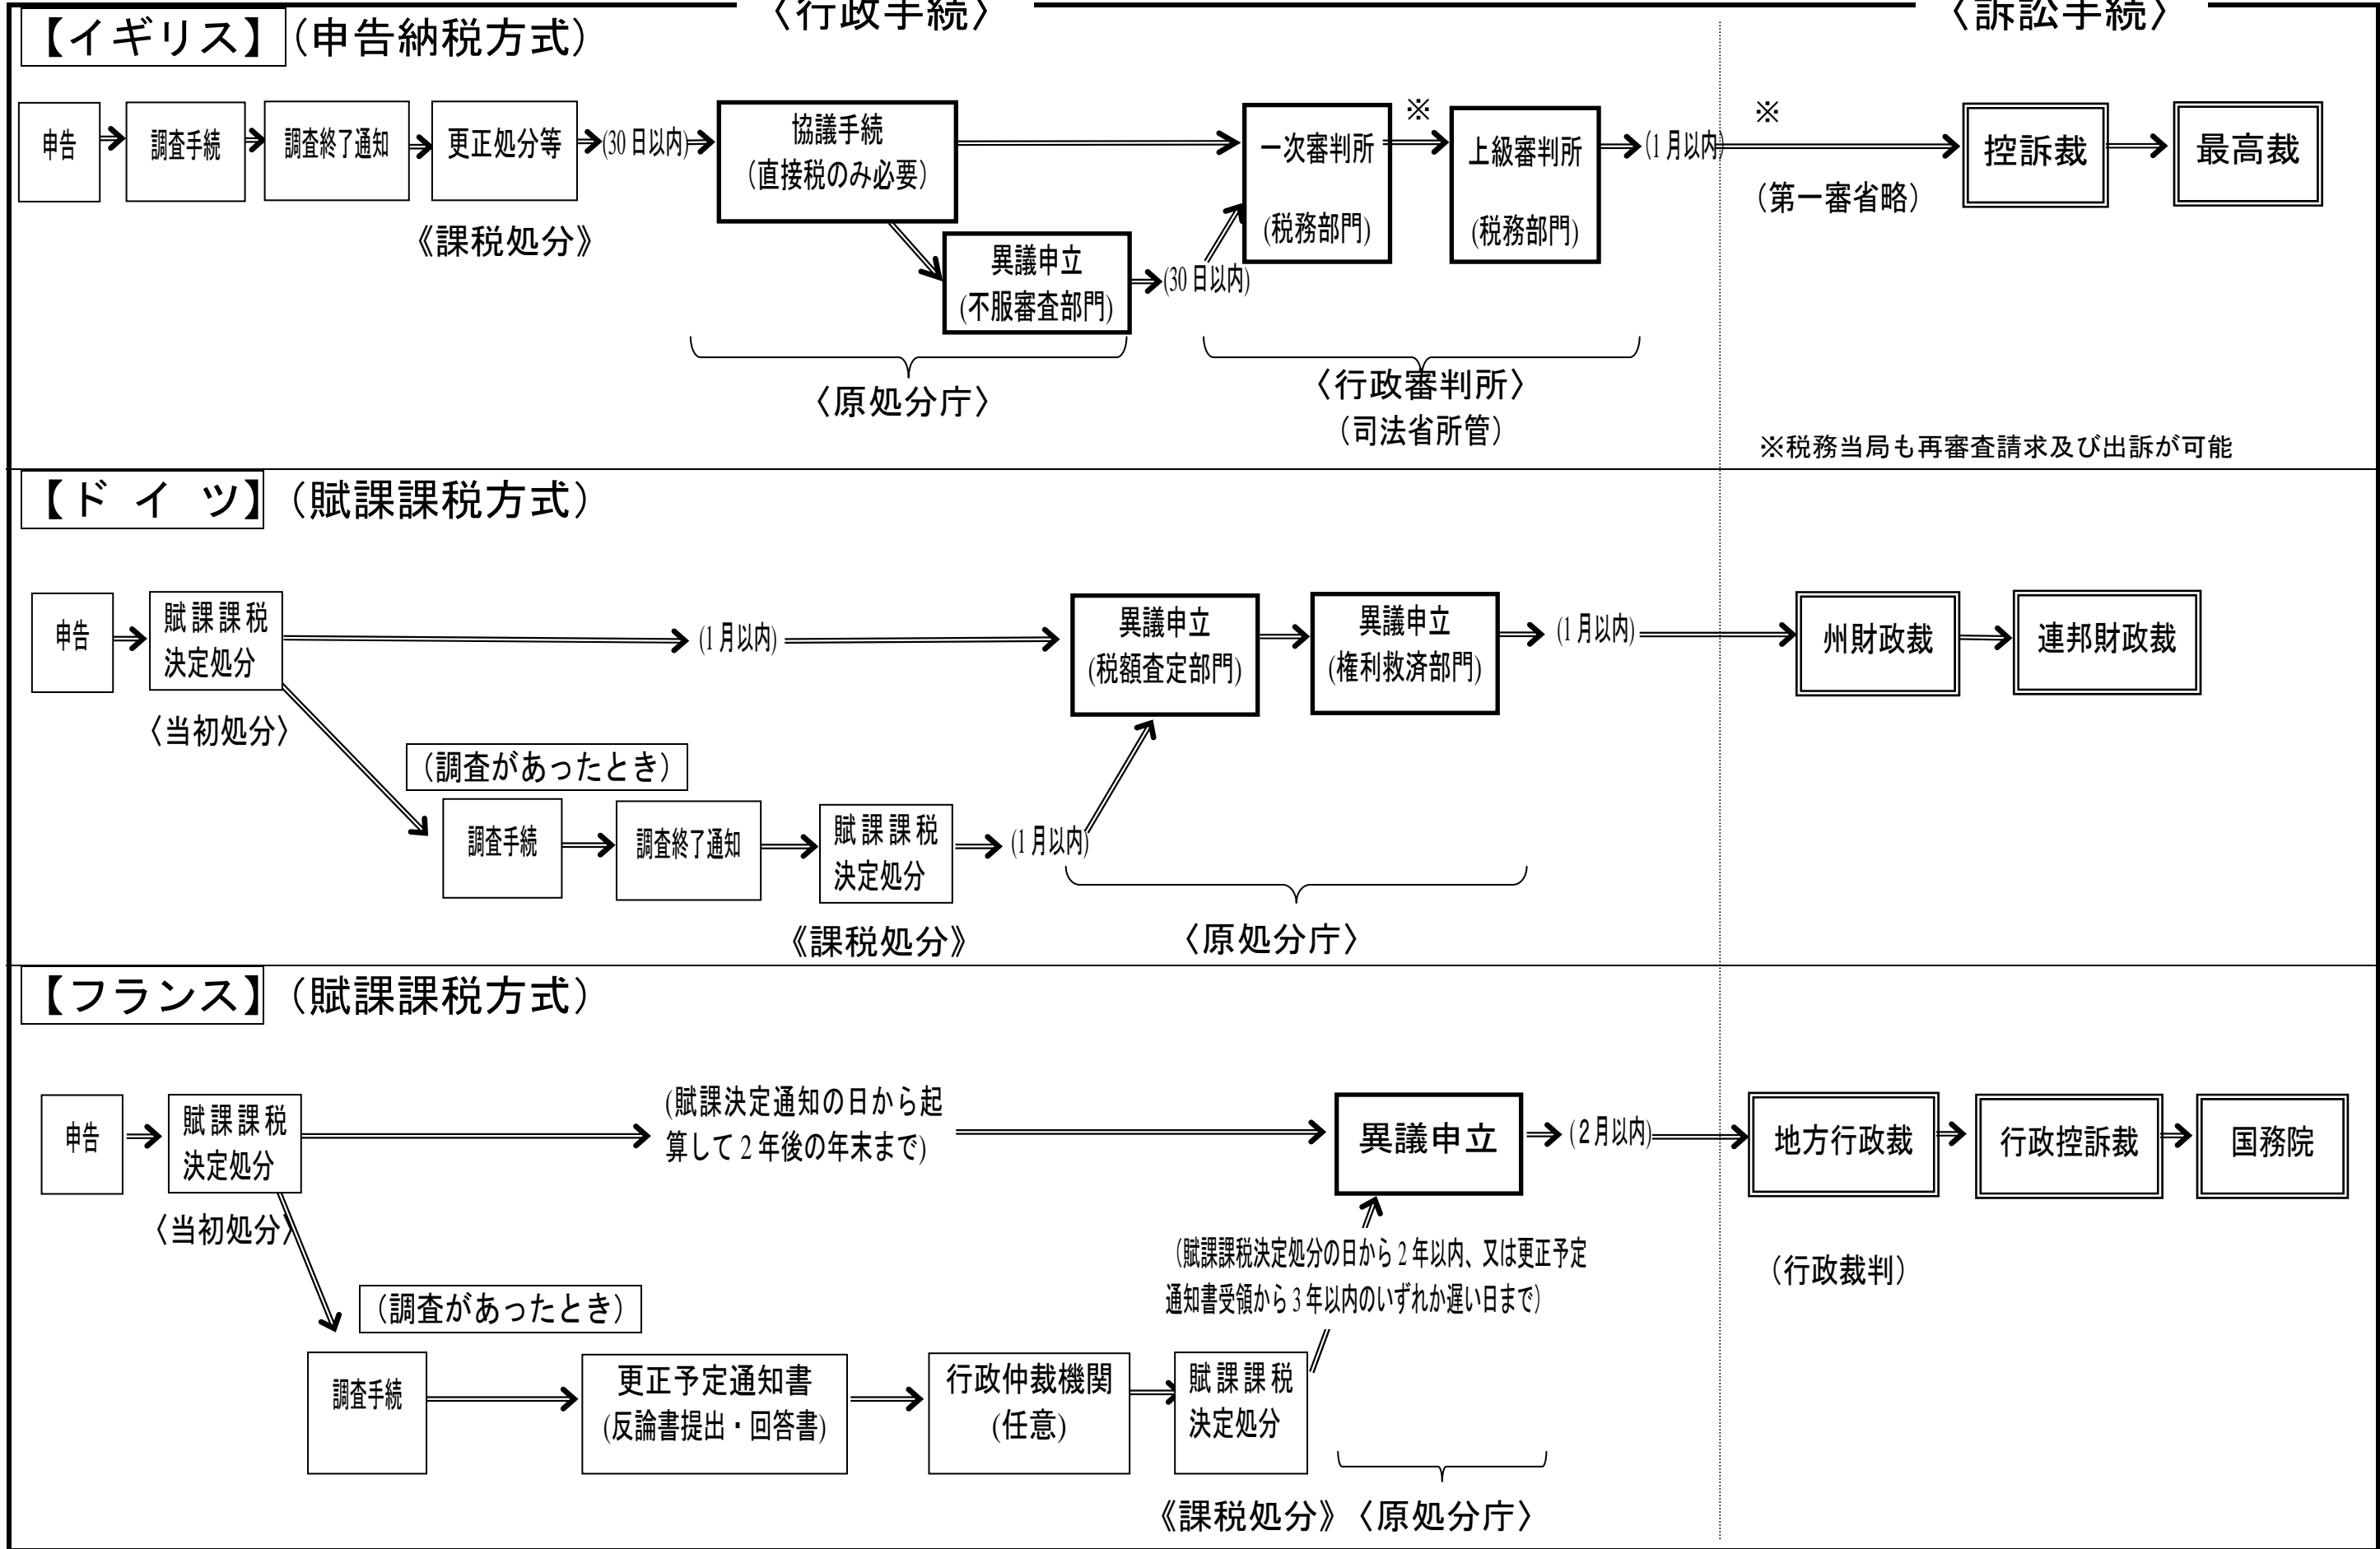 〈行政手続〉
〈訴訟手続〉
【イギリス】（申告納税方式）
申告
調査手続
調査終了通知
更正処分等
(30 日以内)
協議手続
（直接税のみ必要）
※
一次審判所
(税務部門)
上級審判所
(税務部門)
(1 月以内)
※
（第一審省略）
控訴裁
最高裁
《課税処分》
異議申立
(不服審査部門)
(30 日以内)
〈原処分庁〉
〈行政審判所〉
（司法省所管）
※税務当局も再審査請求及び出訴が可能
【ド イ ツ】（賦課課税方式）
申告
賦課課税
決定処分
(1 月以内)
異議申立
(税額査定部門)
異議申立
(権利救済部門)
(1 月以内)
州財政裁
連邦財政裁
〈当初処分〉
（調査があったとき）
調査手続
調査終了通知
賦課課税
決定処分
(1 月以内)
《課税処分》
〈原処分庁〉
【フランス】（賦課課税方式）
申告
賦課課税
決定処分
(賦課決定通知の日から起
算して 2 年後の年末まで)
異議申立
(２月以内)
地方行政裁
行政控訴裁
国務院
〈当初処分〉
（賦課課税決定処分の日から 2 年以内、又は更正予定
通知書受領から 3 年以内のいずれか遅い日まで）
（行政裁判）
（調査があったとき）
調査手続
更正予定通知書
(反論書提出・回答書)
行政仲裁機関
(任意)
賦課課税
決定処分
《課税処分》〈原処分庁〉